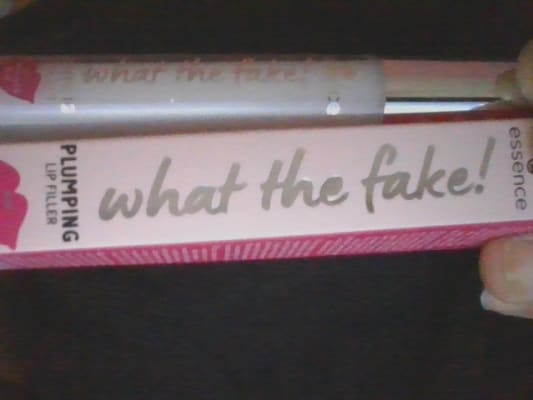 what the fake!
PLUMPING
LIP FILLER
what the fake!
essence